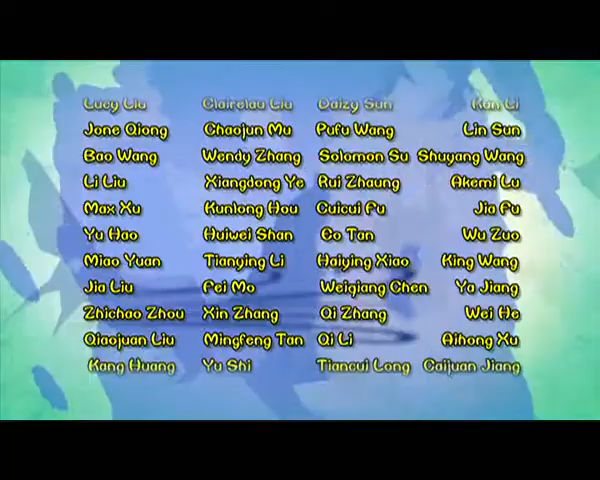 Lucy Liu Clairelau Liu Daizy Sun Kan Li
Jone Qiong Chaojun Mu Pufu Wang Lin Sun
Bao Wang Wendy Zhang Solomon Su Shuyang Wang
Li Liu Xiangdong Ye Rui Zhaung Akemi Lu
Max Xu Kunlong Hou Cuicui Fu Jia Fu
Yu Hao Huiwei Shan Bo Tan Wu Zuo
Miao Yuan Tianying Li Haiying Xiao King Wang
Jia Liu Fei Mo Weiqiang Chen Ya Jiang
Zhichao Zhou Xin Zhang Qi Zhang Wei He
Qiaojuan Liu Mingfeng Tan Qi Li Aihong Xu
Kang Huang Yu Shi Tiancui Long Caijuan Jiang